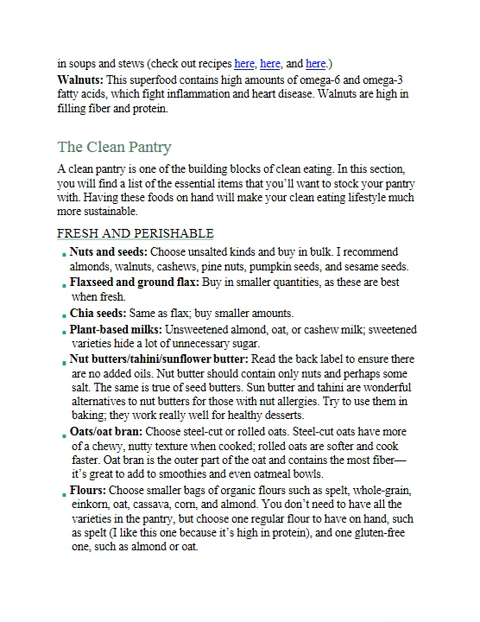 in soups and stews (check out recipes here, here, and here.)
Walnuts: This superfood contains high amounts of omega-6 and omega-3
fatty acids, which fight inflammation and heart disease. Walnuts are high in
filling fiber and protein.
The Clean Pantry
A clean pantry is one of the building blocks of clean eating. In this section,
you will find a list of the essential items that you’ll want to stock your pantry
with. Having these foods on hand will make your clean eating lifestyle much
more sustainable.
FRESH AND PERISHABLE
Nuts and seeds: Choose unsalted kinds and buy in bulk. I recommend
almonds, walnuts, cashews, pine nuts, pumpkin seeds, and sesame seeds.
Flaxseed and ground flax: Buy in smaller quantities, as these are best
when fresh.
Chia seeds: Same as flax; buy smaller amounts.
Plant-based milks: Unsweetened almond, oat, or cashew milk; sweetened
varieties hide a lot of unnecessary sugar.
Nut butters/tahini/sunflower butter: Read the back label to ensure there
are no added oils. Nut butter should contain only nuts and perhaps some
salt. The same is true of seed butters. Sun butter and tahini are wonderful
alternatives to nut butters for those with nut allergies. Try to use them in
baking; they work really well for healthy desserts.
Oats/oat bran: Choose steel-cut or rolled oats. Steel-cut oats have more
of a chewy, nutty texture when cooked; rolled oats are softer and cook
faster. Oat bran is the outer part of the oat and contains the most fiber—
it’s great to add to smoothies and even oatmeal bowls.
Flours: Choose smaller bags of organic flours such as spelt, whole-grain,
einkorn, oat, cassava, corn, and almond. You don’t need to have all the
varieties in the pantry, but choose one regular flour to have on hand, such
as spelt (I like this one because it’s high in protein), and one gluten-free
one, such as almond or oat.